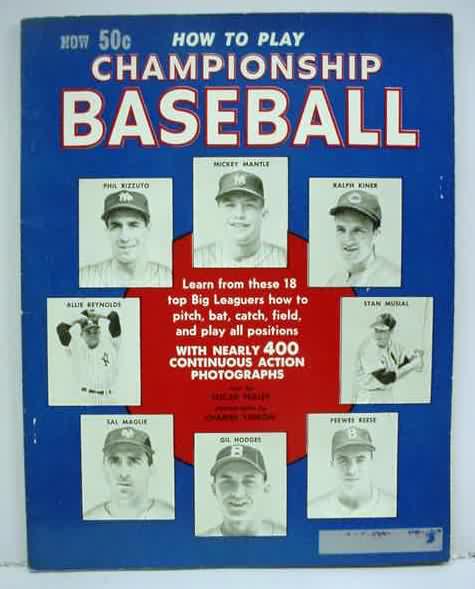 NOW 50c
HOW TO PLAY
CHAMPIONSHIP
BASEBALL
MICKEY MANTLE
PHIL RIZZUTO
RALPH KINER
Learn from these 18
top Big Leaguers how to
pitch, bat, catch, field,
and play all positions
WITH NEARLY 400
CONTINUOUS ACTION
PHOTOGRAPHS
ALLIE REYNOLDS
STAN MUSIAL
SAL MAGLIE
GIL HODGES
PEEWEE REESE